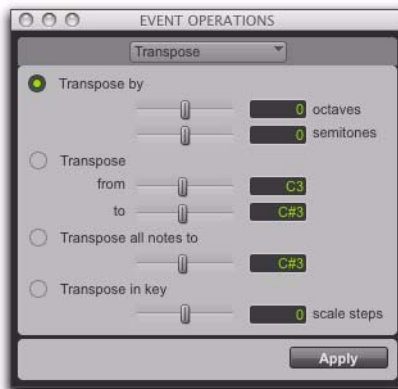 EVENT OPERATIONS
Transpose
Transpose by
0 octaves
0 semitones
Transpose
from C3
to C#3
Transpose all notes to
C#3
Transpose in key
0 scale steps
Apply